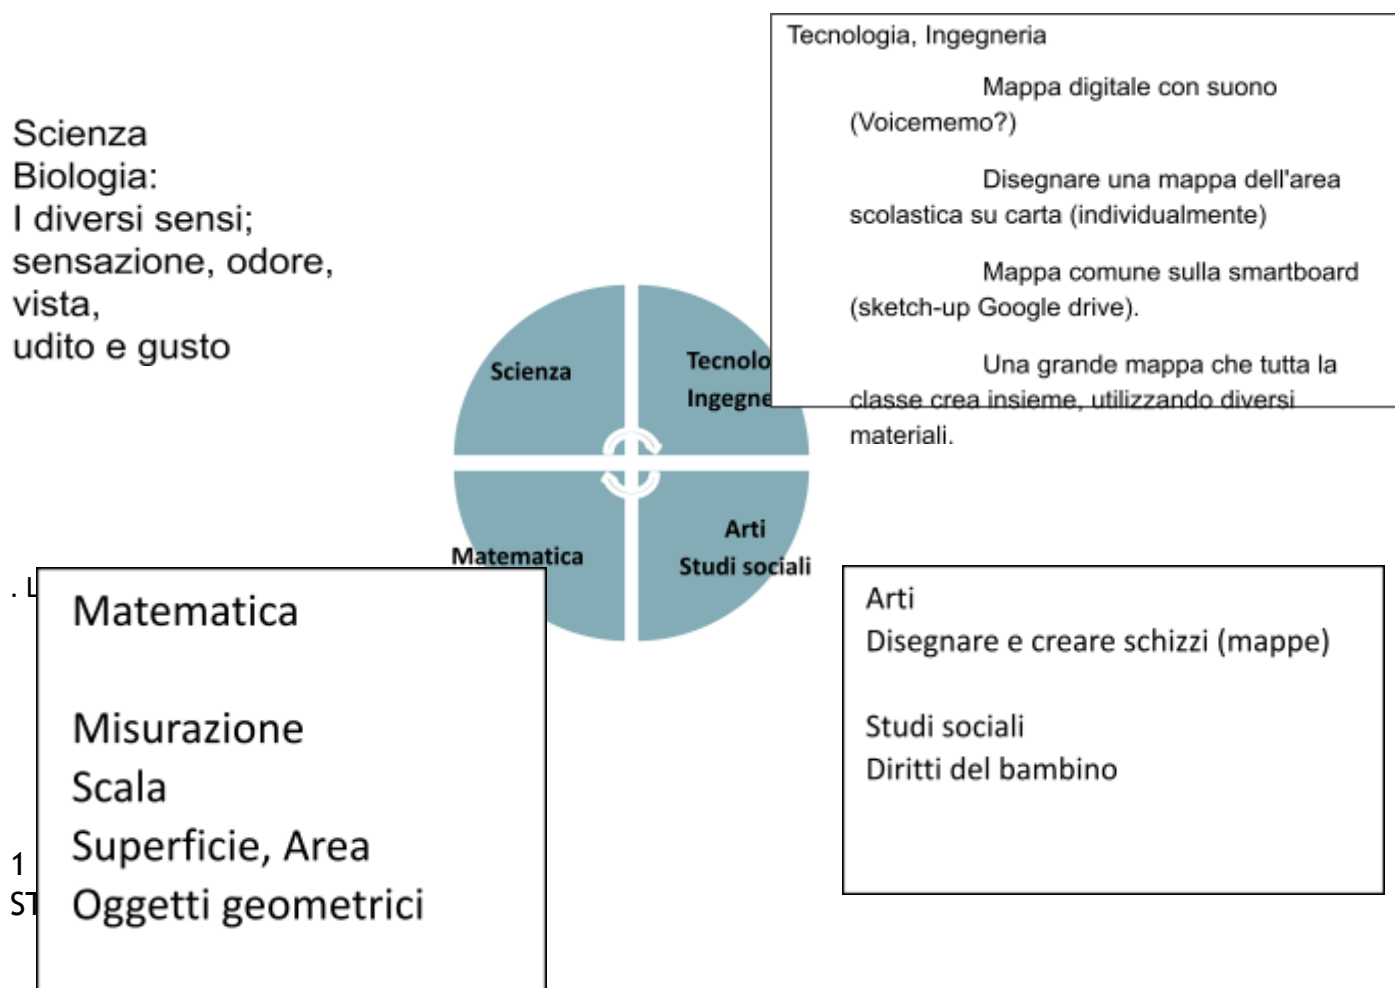 Tecnologia, Ingegneria
Mappa digitale con suono
(Voicememo?)
Disegnare una mappa dell'area
scolastica su carta (individualmente)
Mappa comune sulla smartboard
(sketch-up Google drive).
Una grande mappa che tutta la
classe crea insieme, utilizzando diversi
materiali.
Scienza
Biologia:
I diversi sensi;
sensazione, odore,
vista,
udito e gusto
Scienza
Tecnolo
Ingegne
Matematica
Arti
Studi sociali
. L
Matematica
Misurazione
Scala
Superficie, Area
Oggetti geometrici
1
ST
Arti
Disegnare e creare schizzi (mappe)
Studi sociali
Diritti del bambino